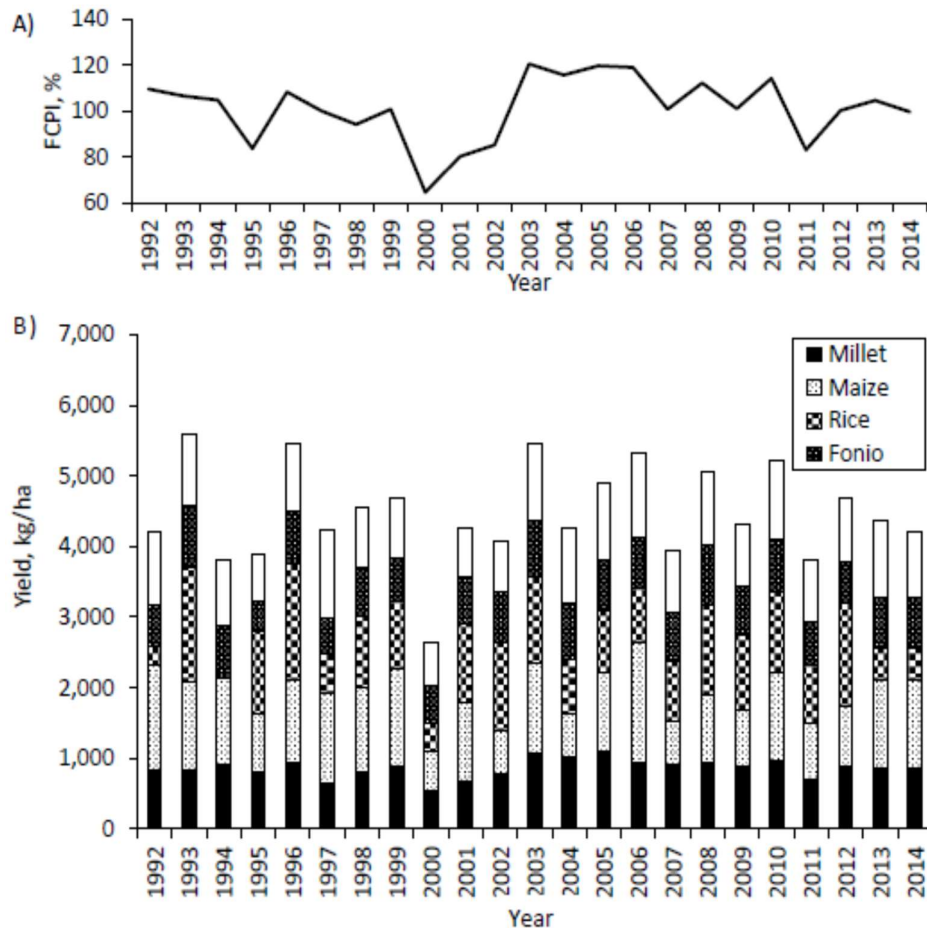 A)
140
120
100
80
60
FCPI, %
1992 1993 1994 1995 1996 1997 1998 1999 2000 2001 2002 2003 2004 2005 2006 2007 2008 2009 2010 2011 2012 2013 2014
Year
B)
7,000
6,000
5,000
4,000
3,000
2,000
1,000
0
Yield, kg/ha
Millet
Maize
Rice
Fonio
1992 1993 1994 1995 1996 1997 1998 1999 2000 2001 2002 2003 2004 2005 2006 2007 2008 2009 2010 2011 2012 2013 2014
Year